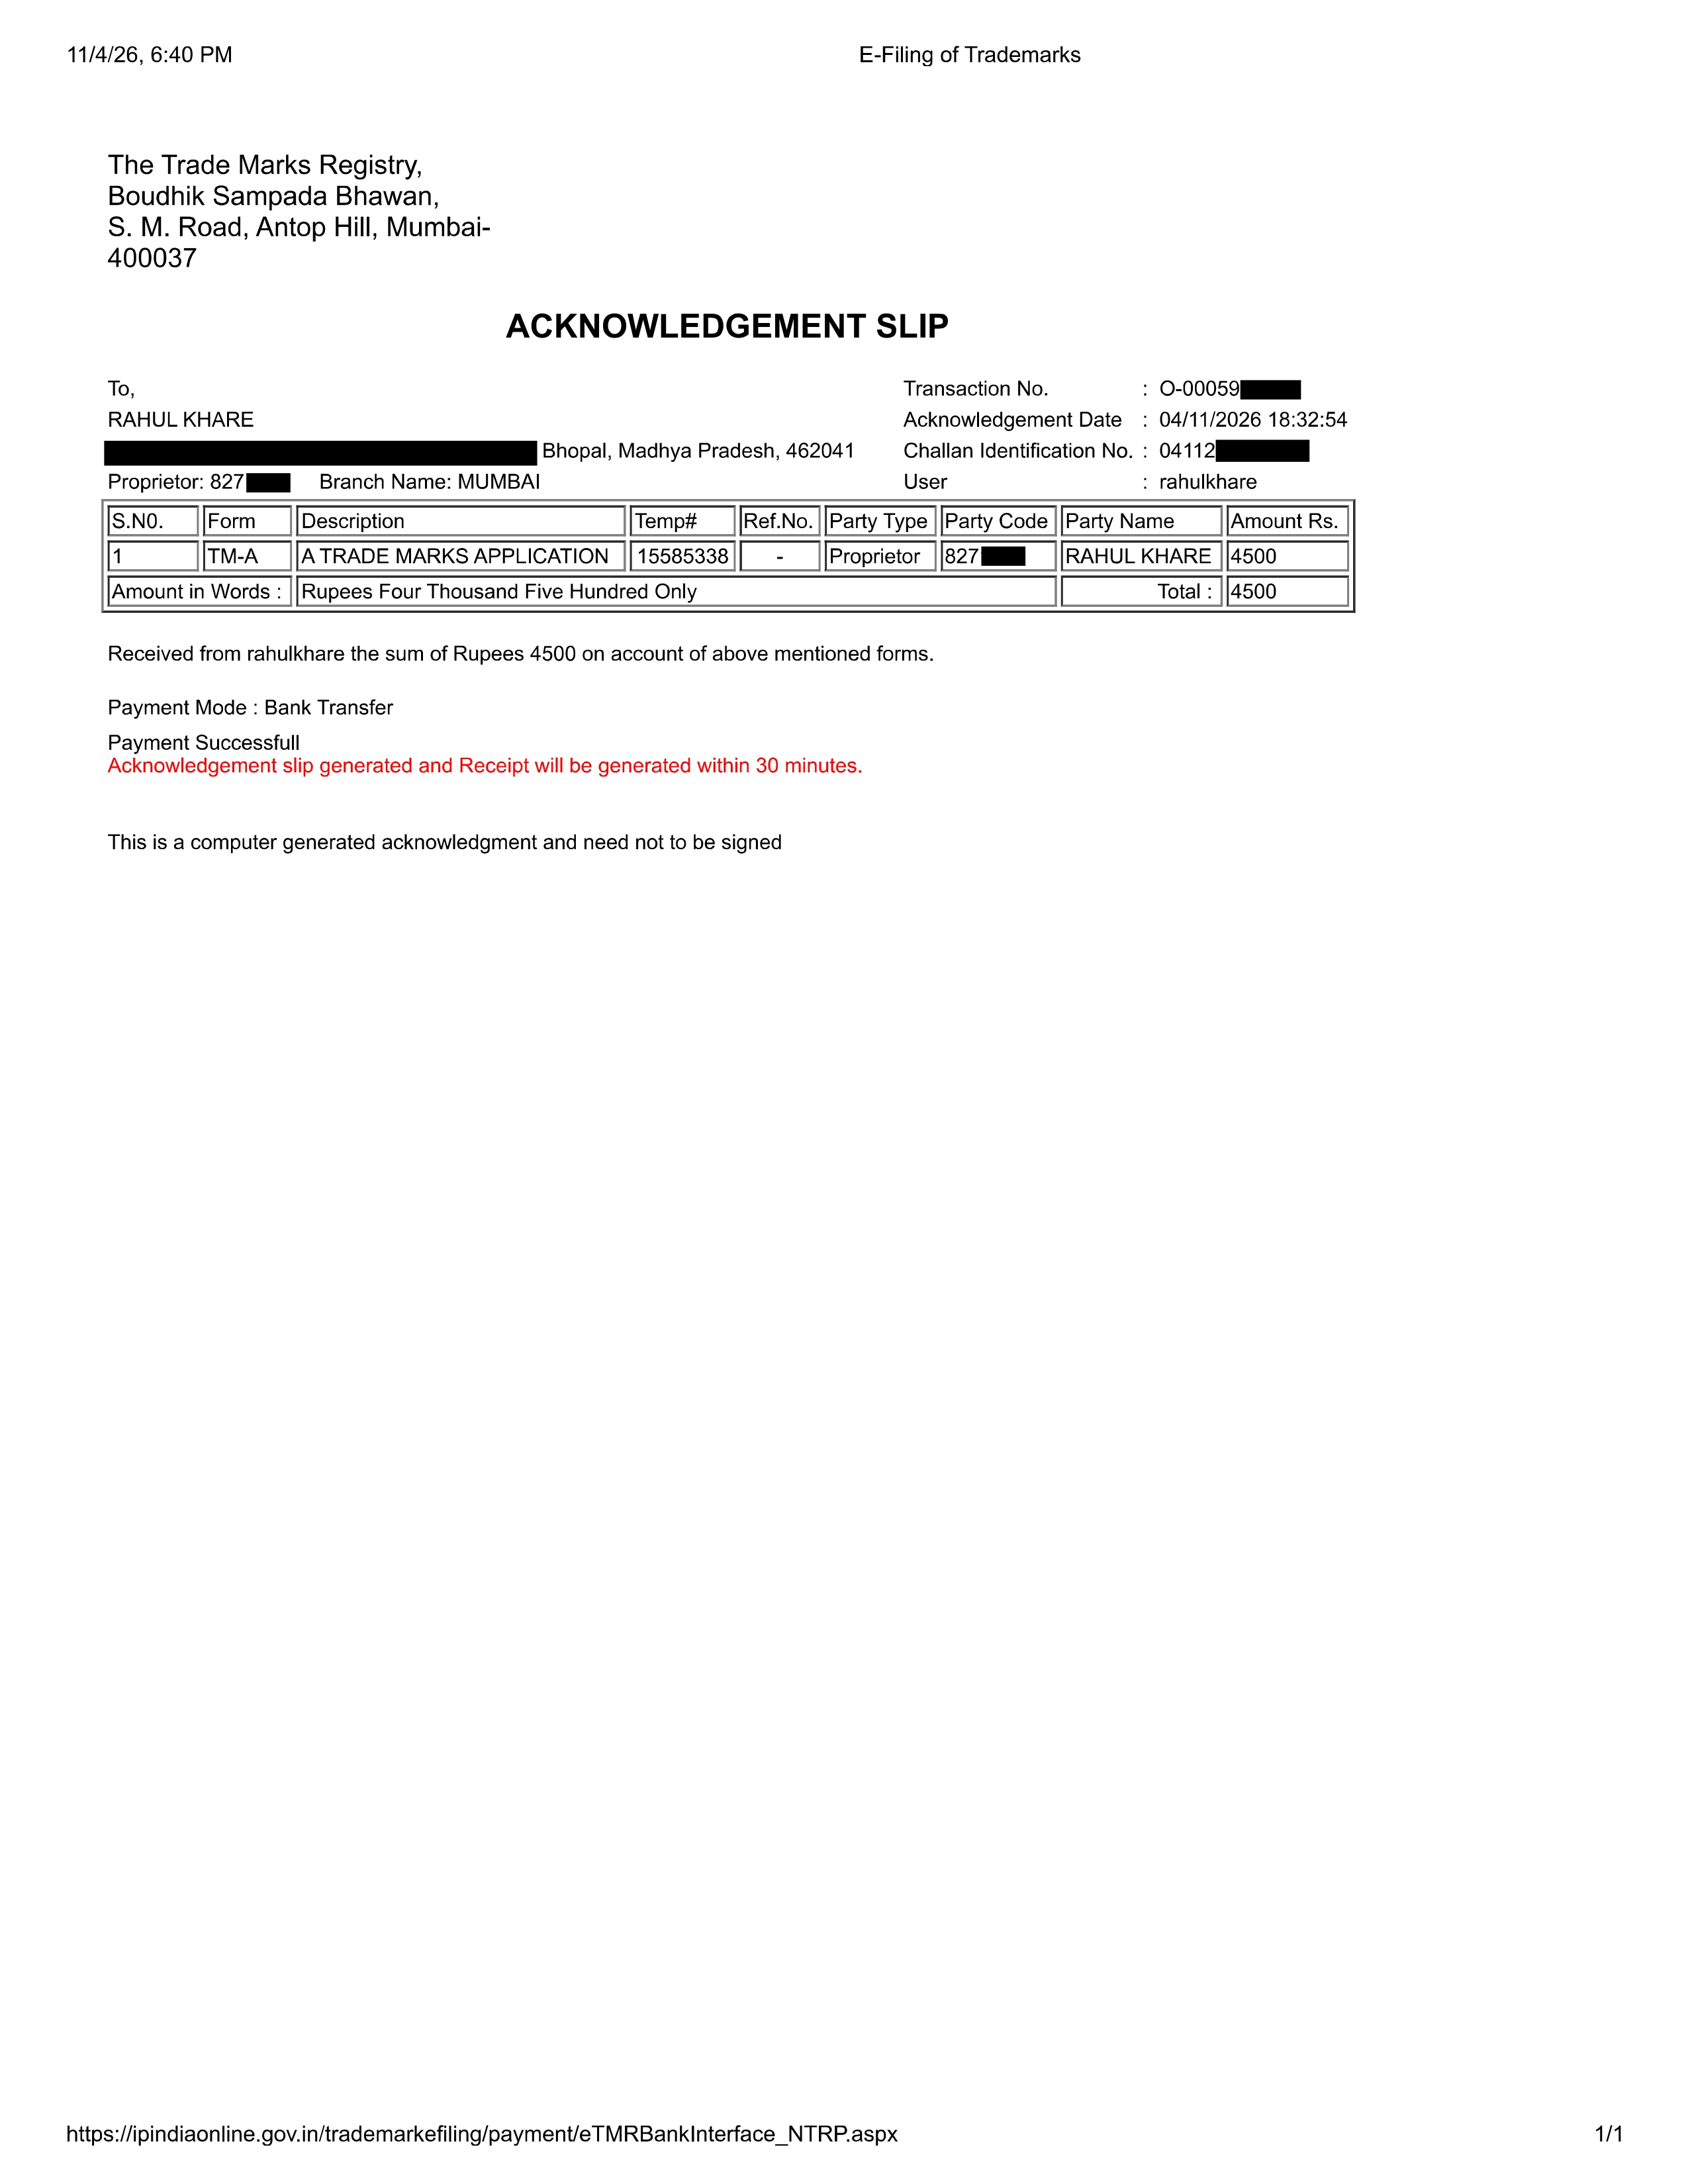 11/4/26, 6:40 PM E-Filing of Trademarks
The Trade Marks Registry,
Boudhik Sampada Bhawan,
S. M. Road, Antop Hill, Mumbai-
400037
ACKNOWLEDGEMENT SLIP
To, Transaction No. : O-00059
RAHUL KHARE Acknowledgement Date : 04/11/2026 18:32:54
Bhopal, Madhya Pradesh, 462041 Challan Identification No. : 04112
Proprietor: 827 Branch Name: MUMBAI User : rahulkhare
S.N0. Form Description Temp# Ref.No. Party Type Party Code Party Name Amount Rs.
1 TM-A A TRADE MARKS APPLICATION 15585338 - Proprietor 827 RAHUL KHARE 4500
Amount in Words : Rupees Four Thousand Five Hundred Only Total : 4500
Received from rahulkhare the sum of Rupees 4500 on account of above mentioned forms.
Payment Mode : Bank Transfer
Payment Successfull
Acknowledgement slip generated and Receipt will be generated within 30 minutes.
This is a computer generated acknowledgment and need not to be signed
https://ipindiaonline.gov.in/trademarkefiling/payment/eTMRBankInterface_NTRP.aspx 1/1